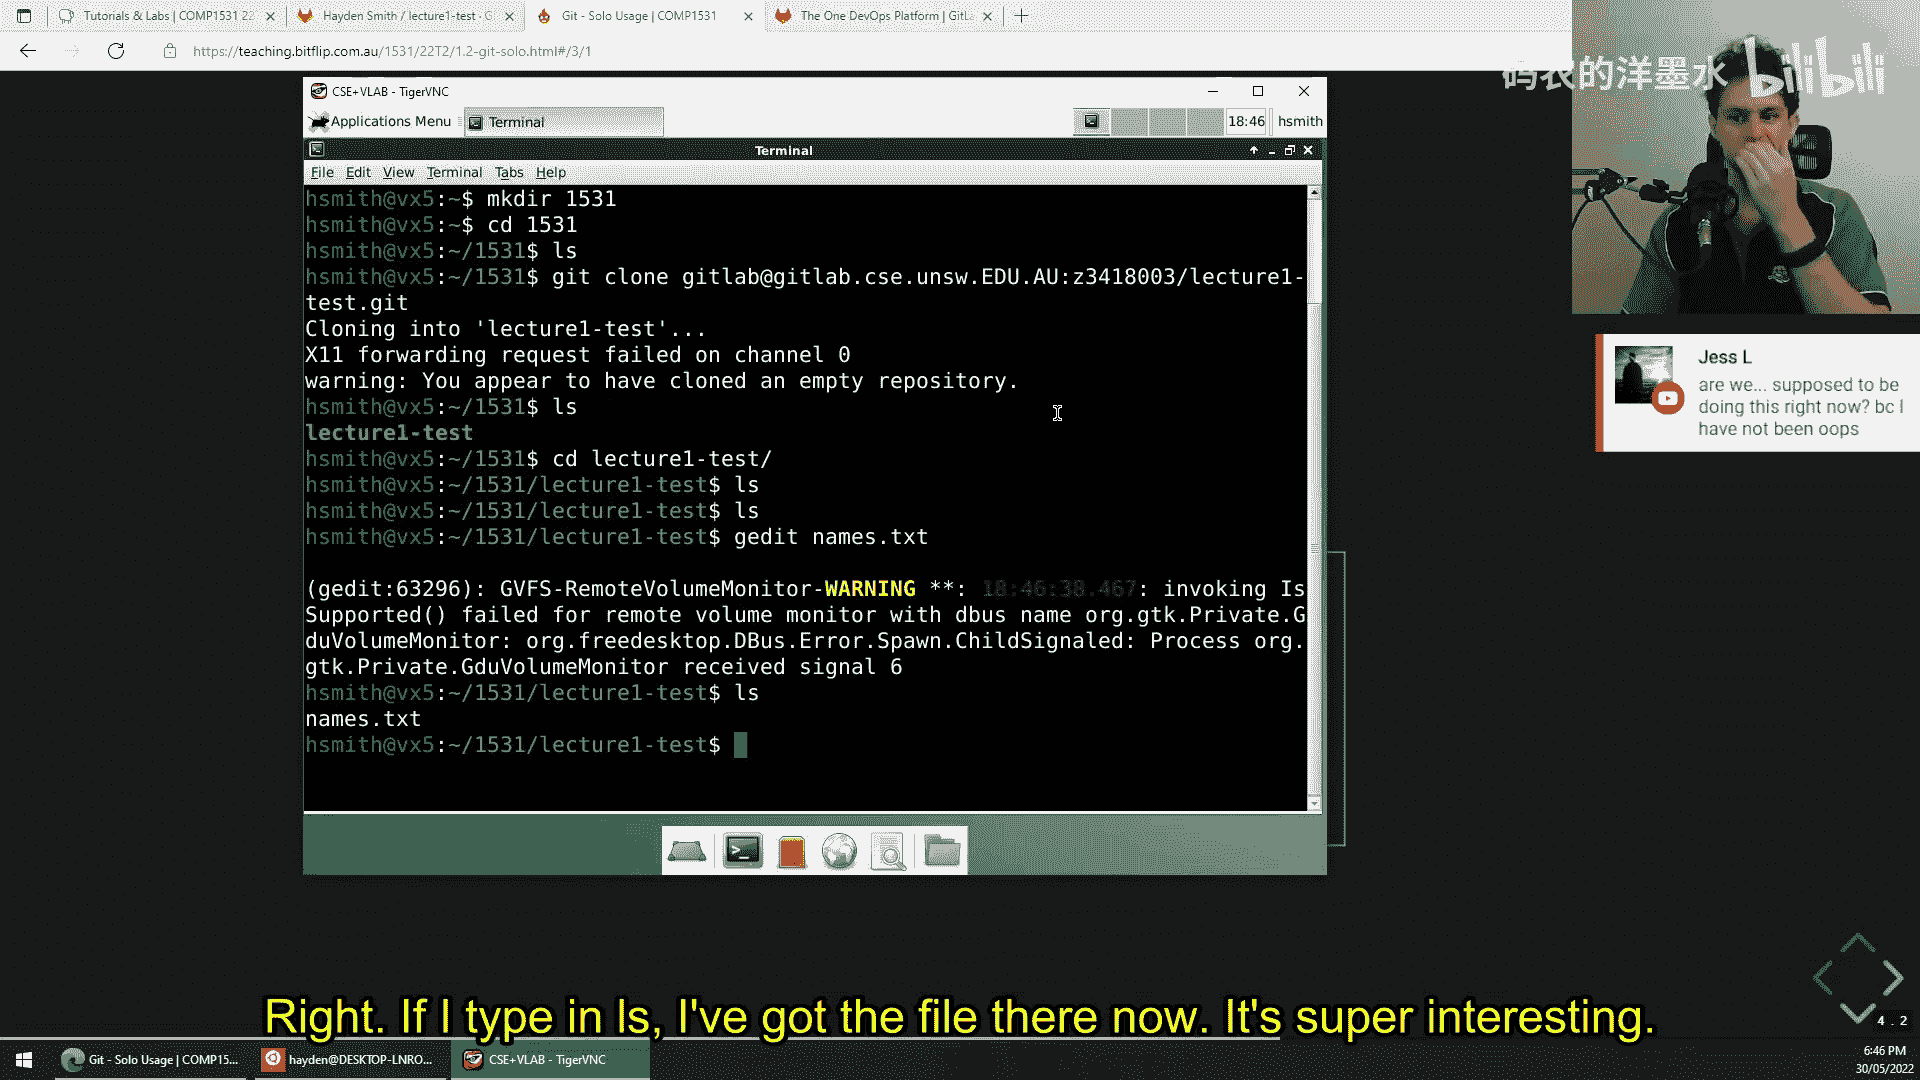 Tutorials & Labs | COMP1531 22
Hayden Smith / lecture1-test · Gi
Git - Solo Usage | COMP1531
The One DevOps Platform | GitLa
https://teaching.bitflip.com.au/1531/22T2/1.2-git-solo.html#/3/1
码农的洋墨水 bilibili
CSE+VLAB - TigerVNC
Applications Menu
Terminal
18:46
hsmith
Terminal
File Edit View Terminal Tabs Help
hsmith@vx5:~$ mkdir 1531
hsmith@vx5:~$ cd 1531
hsmith@vx5:~/1531$ ls
hsmith@vx5:~/1531$ git clone gitlab@gitlab.cse.unsw.EDU.AU:z3418003/lecture1-
test.git
Cloning into 'lecture1-test'...
X11 forwarding request failed on channel 0
warning: You appear to have cloned an empty repository.
hsmith@vx5:~/1531$ ls
lecture1-test
hsmith@vx5:~/1531$ cd lecture1-test/
hsmith@vx5:~/1531/lecture1-test$ ls
hsmith@vx5:~/1531/lecture1-test$ ls
hsmith@vx5:~/1531/lecture1-test$ gedit names.txt
(gedit:63296): GVFS-RemoteVolumeMonitor-WARNING **: 18:46:38.467: invoking Is
Supported() failed for remote volume monitor with dbus name org.gtk.Private.G
duVolumeMonitor: org.freedesktop.DBus.Error.Spawn.ChildSignaled: Process org.
gtk.Private.GduVolumeMonitor received signal 6
hsmith@vx5:~/1531/lecture1-test$ ls
names.txt
hsmith@vx5:~/1531/lecture1-test$
Jess L
are we... supposed to be
doing this right now? bc I
have not been oops
Right. If I type in ls, I've got the file there now. It's super interesting.
4 . 2
Git - Solo Usage | COMP15...
hayden@DESKTOP-LNRO...
CSE+VLAB - TigerVNC
6:46 PM
30/05/2022